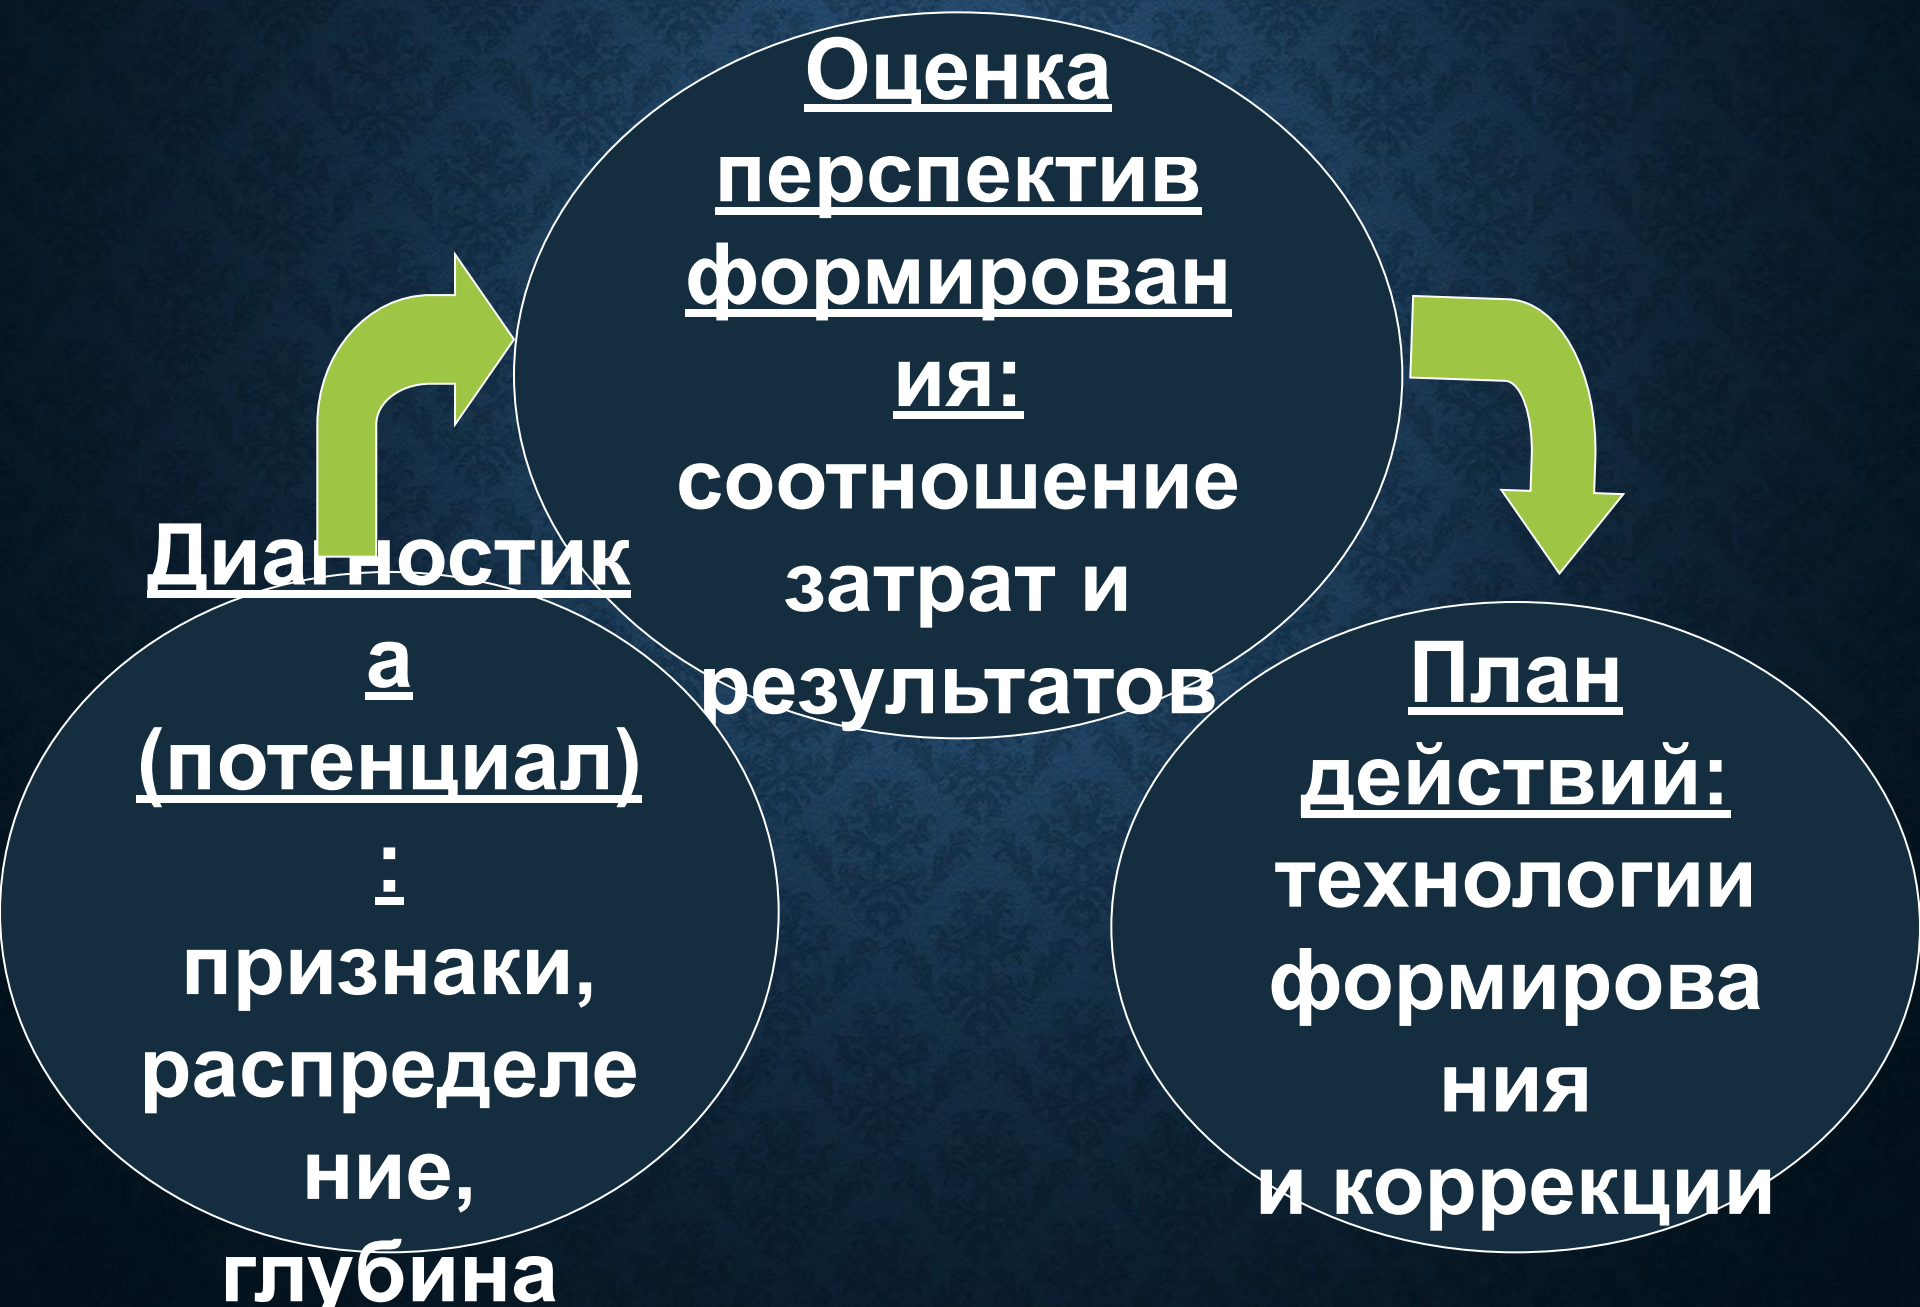 Оценка
перспектив
формирован
ия:
соотношение
затрат и
результатов
Диагностик
а
(потенциал)
:
признаки,
распределе
ние,
глубина
План
действий:
технологии
формирова
ния
и коррекции